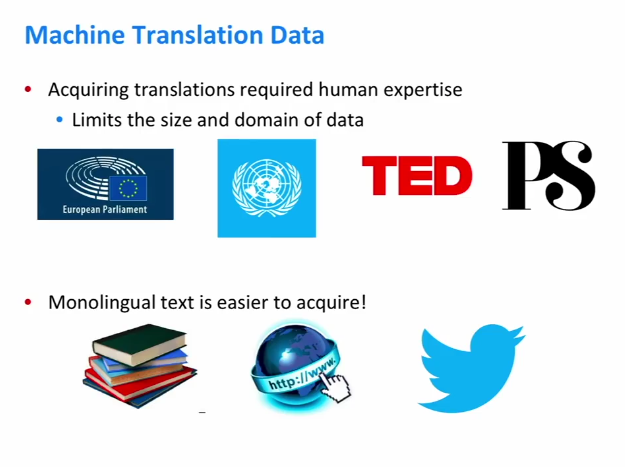 Machine Translation Data
• Acquiring translations required human expertise
• Limits the size and domain of data
European Parliament
TED
PS
• Monolingual text is easier to acquire!
http://www.